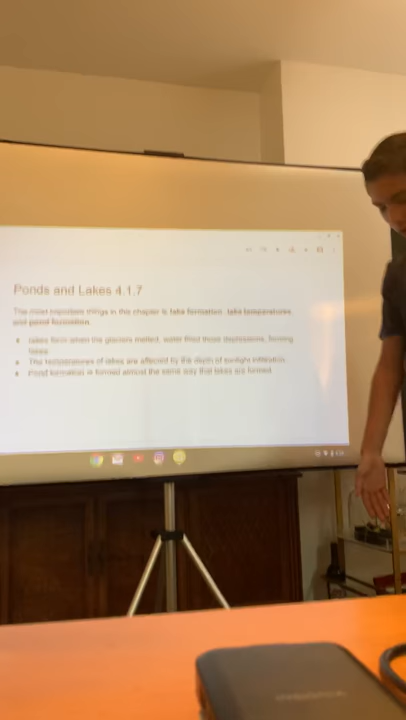 Ponds and Lakes 4.1.7
The most important things in this chapter is lake formation, lake temperatures
and pond formation.
lakes form when the glaciers melted, water filled those depressions, forming
lakes.
The temperatures of lakes are affected by the depth of sunlight infiltration.
Pond formation is formed almost the same way that lakes are formed.